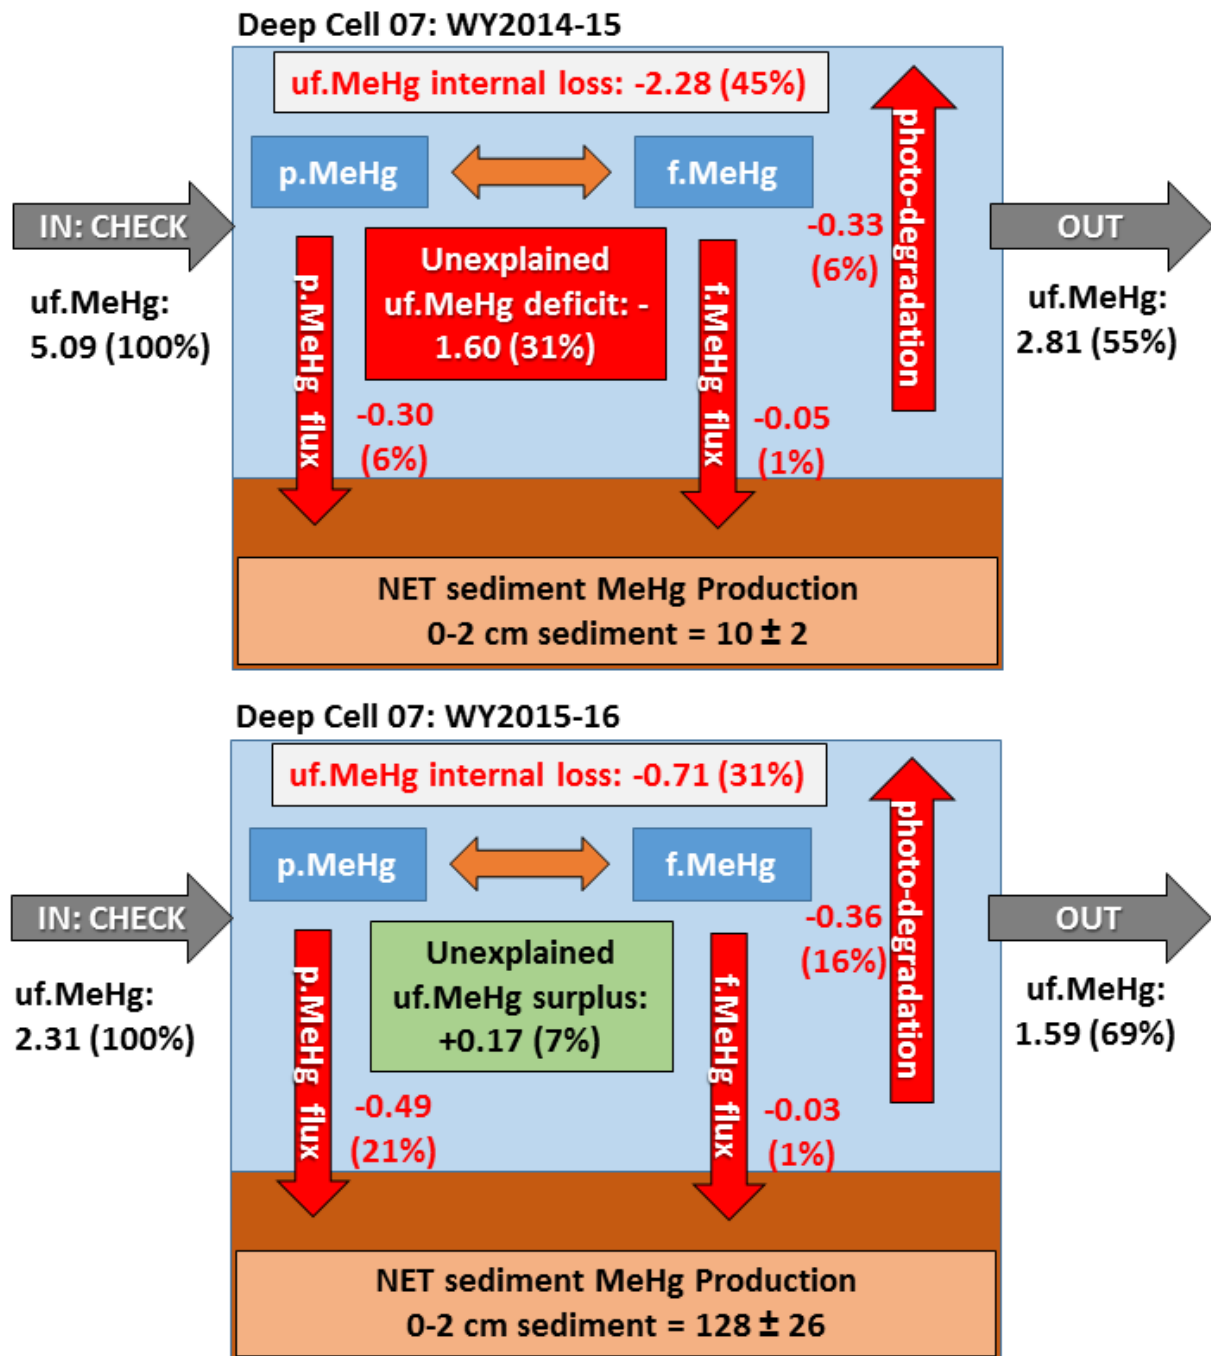 Deep Cell 07: WY2014-15
uf.MeHg internal loss: -2.28 (45%)
p.MeHg
f.MeHg
photo-degradation
IN: CHECK
OUT
-0.33
(6%)
uf.MeHg:
5.09 (100%)
Unexplained
uf.MeHg deficit: -
1.60 (31%)
uf.MeHg:
2.81 (55%)
p.MeHg flux
-0.30
(6%)
f.MeHg flux
-0.05
(1%)
NET sediment MeHg Production
0-2 cm sediment = 10 ± 2
Deep Cell 07: WY2015-16
uf.MeHg internal loss: -0.71 (31%)
p.MeHg
f.MeHg
photo-degradation
IN: CHECK
OUT
-0.36
(16%)
uf.MeHg:
2.31 (100%)
Unexplained
uf.MeHg surplus:
+0.17 (7%)
uf.MeHg:
1.59 (69%)
p.MeHg flux
-0.49
(21%)
f.MeHg flux
-0.03
(1%)
NET sediment MeHg Production
0-2 cm sediment = 128 ± 26